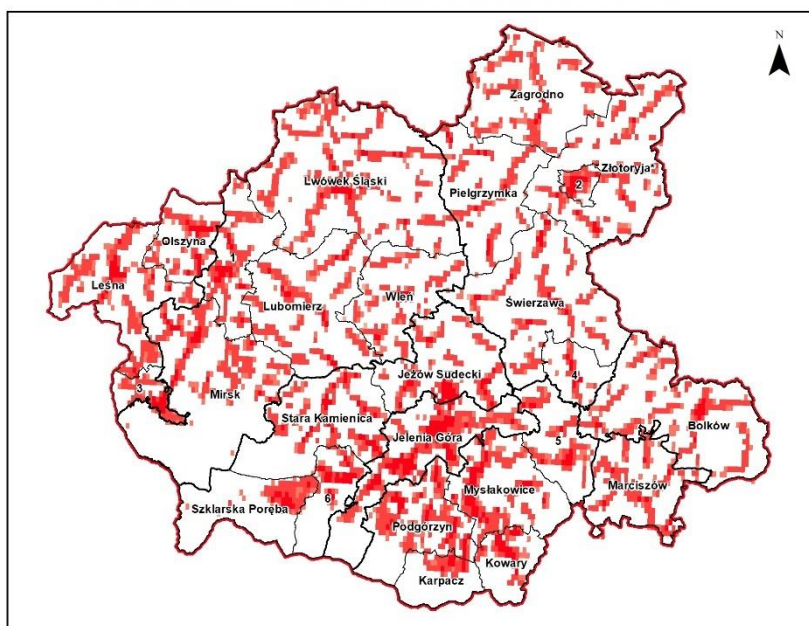 N
Zagrodno
Lwówek Śląski
Pielgrzymka
2
Złotoryja
Olszyna
1
Leśna
Lubomierz
Wleń
Świerzawa
3
Mirsk
Jeżów Sudecki
4
Stara Kamienica
Jelenia Góra
5
Bolków
Szklarska Poręba
6
Mysłakowice
Marciszów
Podgórzyn
Karpacz
Kowary